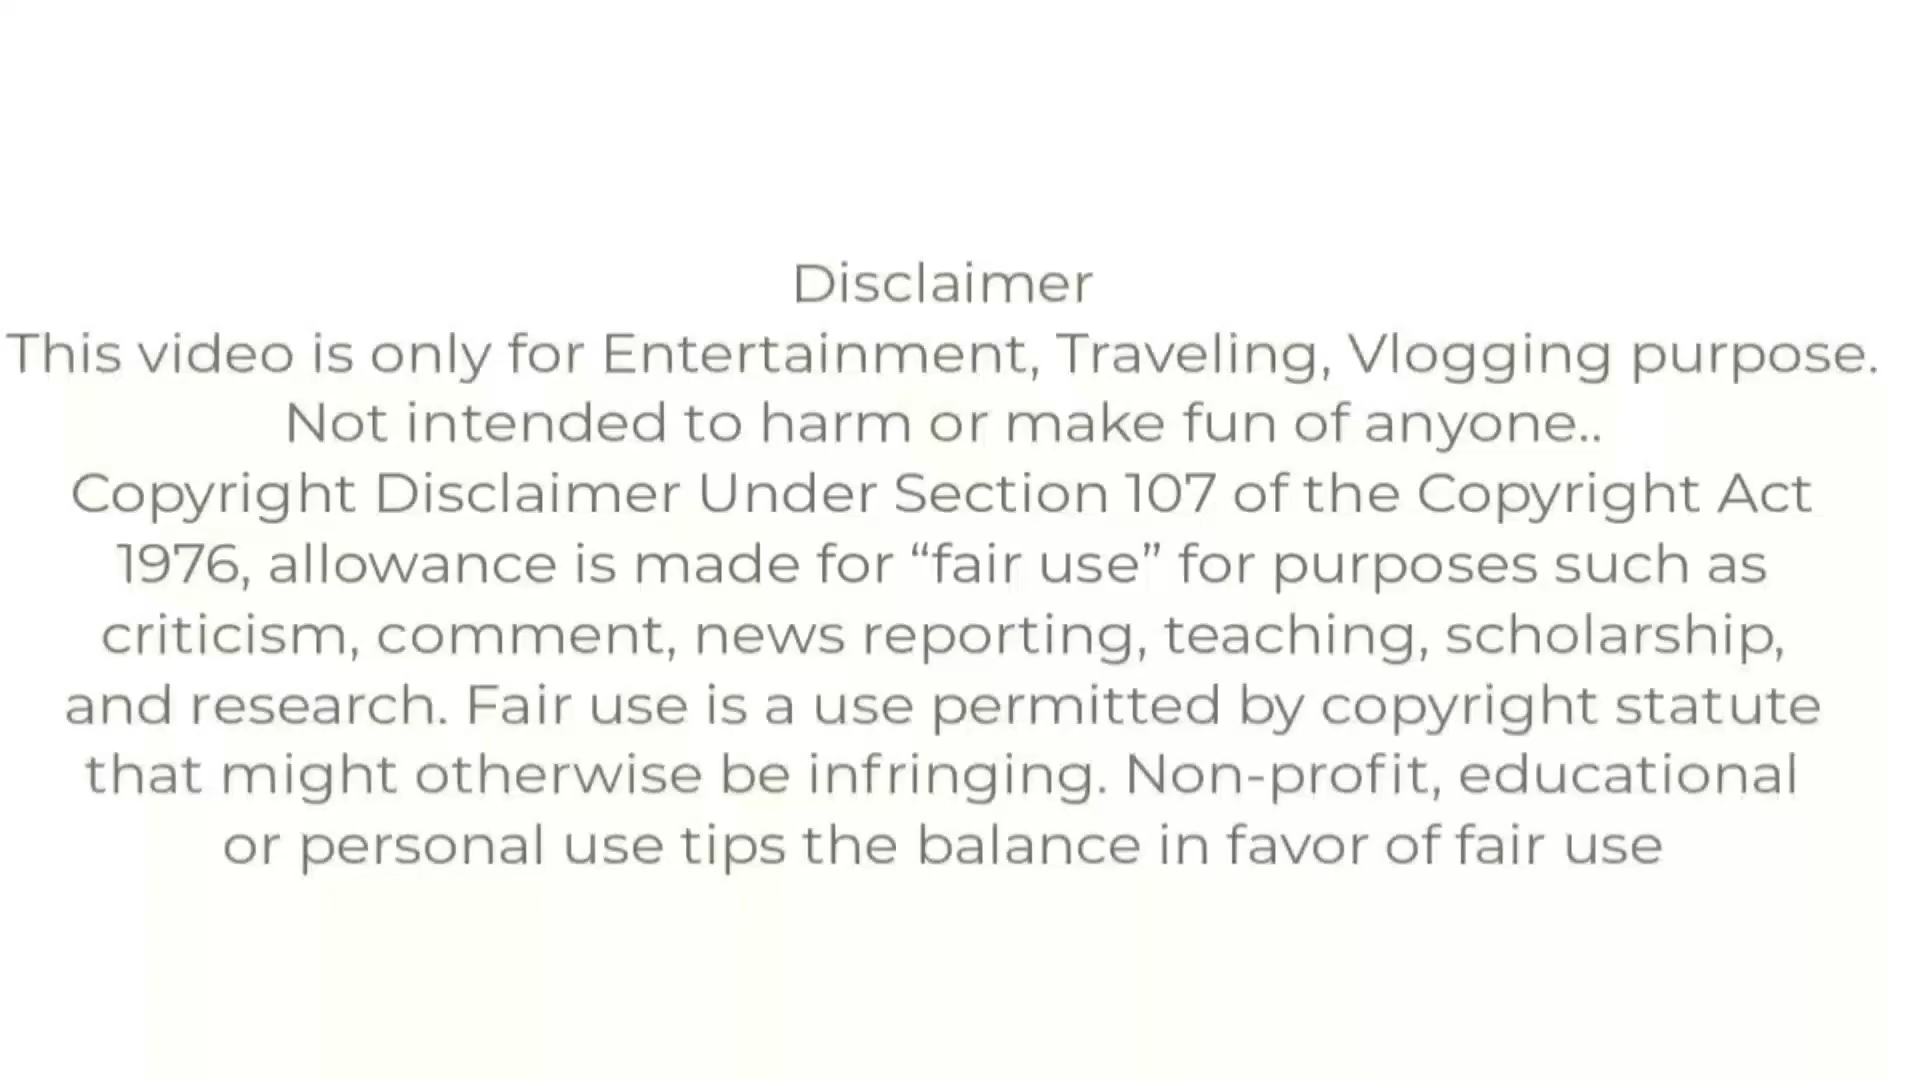 Disclaimer
This video is only for Entertainment, Traveling, Vlogging purpose.
Not intended to harm or make fun of anyone..
Copyright Disclaimer Under Section 107 of the Copyright Act
1976, allowance is made for “fair use” for purposes such as
criticism, comment, news reporting, teaching, scholarship,
and research. Fair use is a use permitted by copyright statute
that might otherwise be infringing. Non-profit, educational
or personal use tips the balance in favor of fair use